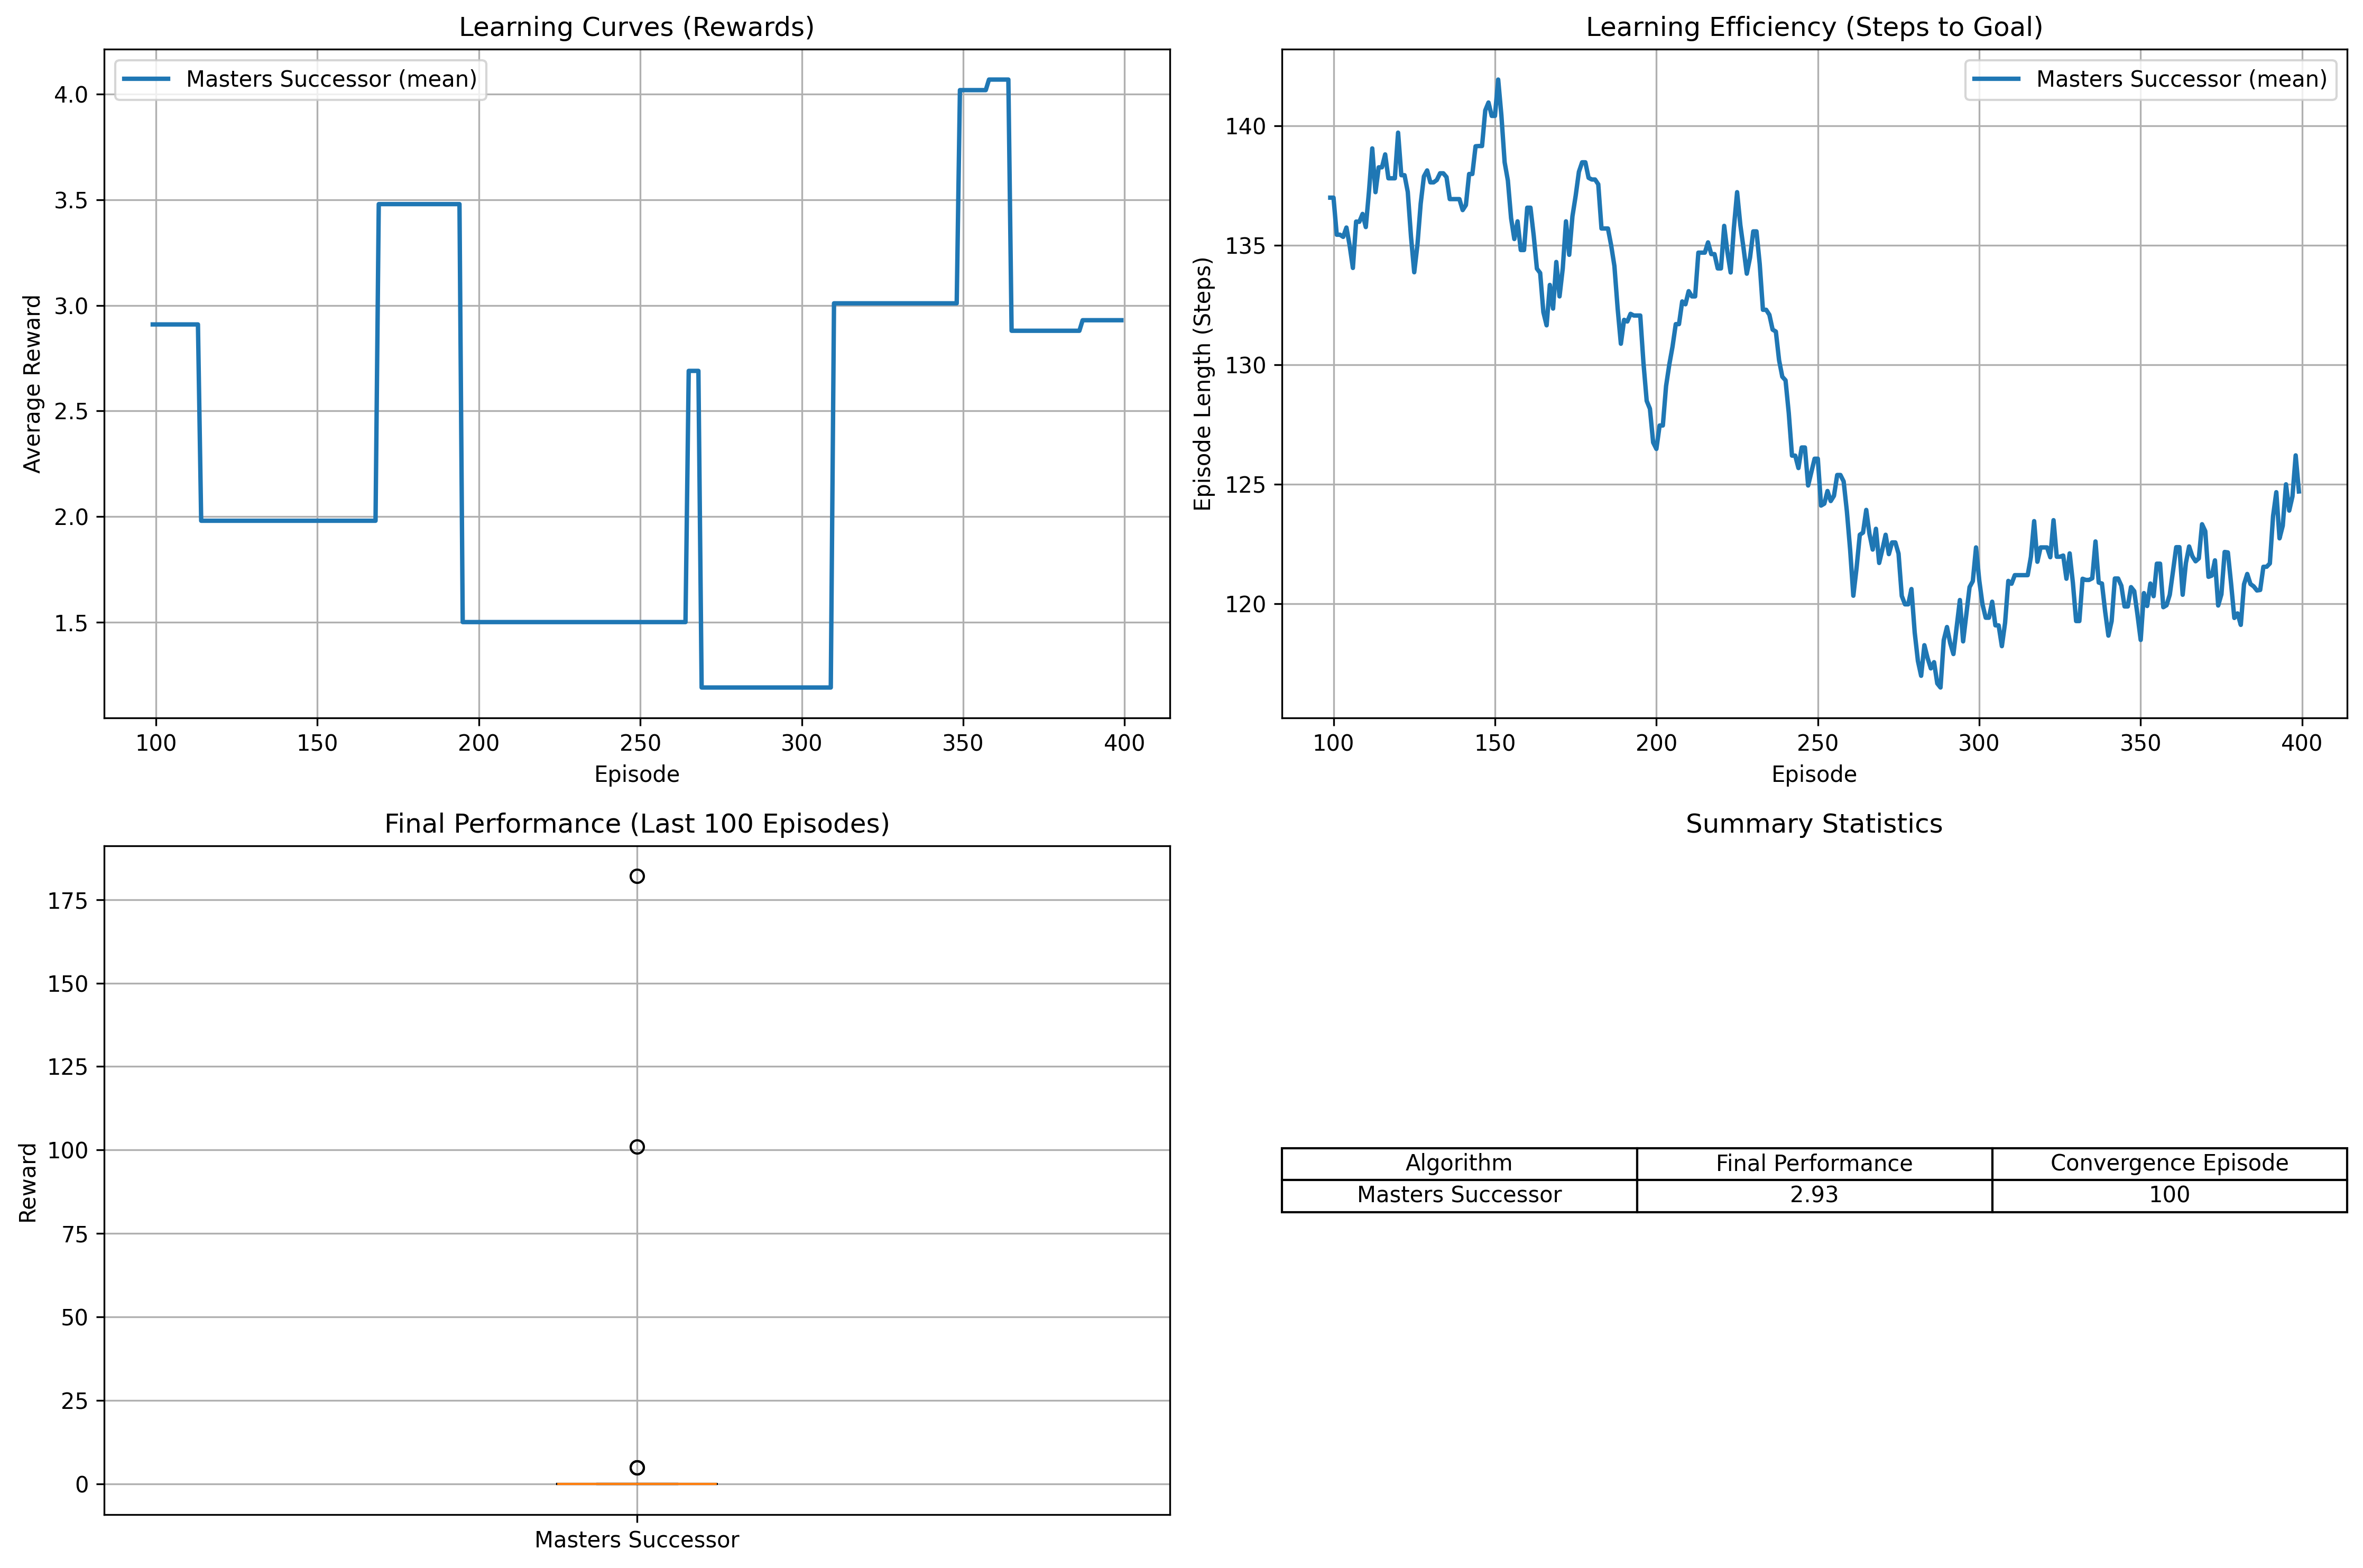 Learning Curves (Rewards)
Masters Successor (mean)
4.0
3.5
3.0
2.5
2.0
1.5
Average Reward
100 150 200 250 300 350 400
Episode
Learning Efficiency (Steps to Goal)
Masters Successor (mean)
140
135
130
125
120
Episode Length (Steps)
100 150 200 250 300 350 400
Episode
Final Performance (Last 100 Episodes)
175
150
125
100
75
50
25
0
Reward
Masters Successor
Summary Statistics
Algorithm Final Performance Convergence Episode
Masters Successor 2.93 100